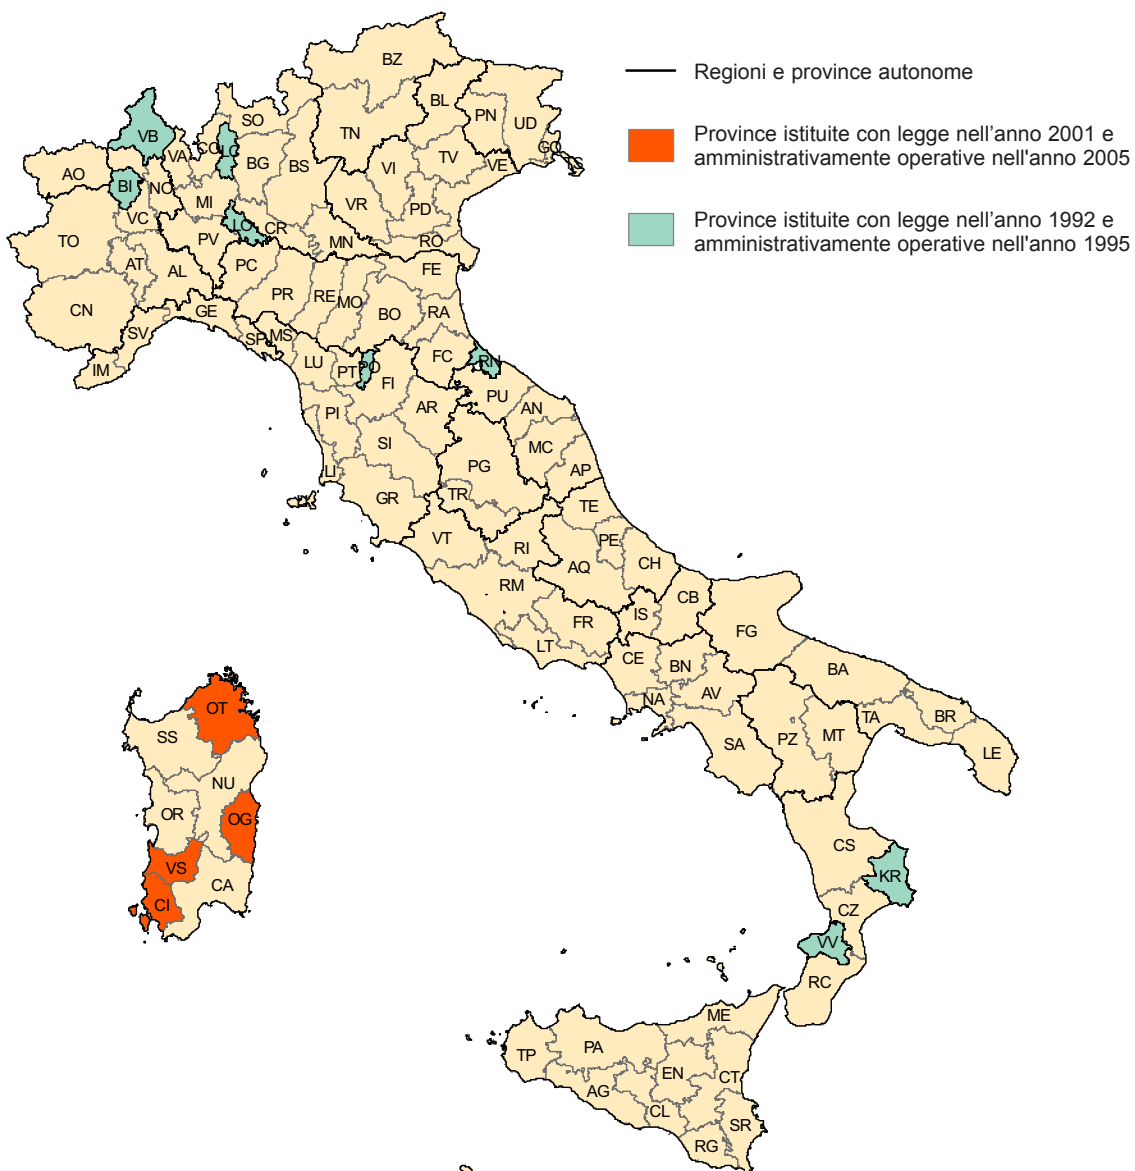 Regioni e province autonome
Province istituite con legge nell'anno 2001 e
amministrativamente operative nell'anno 2005
Province istituite con legge nell'anno 1992 e
amministrativamente operative nell'anno 1995
BZ
BL
PN
UD
SO
TN
VB
VA
CO
LC
BG
BS
VI
TV
VE
GO
TS
AO
BI
NO
MI
VR
PD
VC
LO
CR
MN
RO
TO
PV
AT
AL
PC
FE
CN
PR
RE
MO
BO
RA
GE
SV
SP
MS
IM
LU
PT
PO
FI
FC
RN
PU
PI
AR
AN
SI
MC
PG
AP
LI
GR
TR
TE
VT
RI
PE
AQ
CH
RM
CB
IS
FR
LT
FG
CE
BN
BA
NA
AV
SA
PZ
MT
TA
BR
LE
OT
SS
NU
OR
OG
VS
CA
CI
CS
KR
CZ
VV
RC
ME
TP
PA
EN
CT
AG
CL
SR
RG